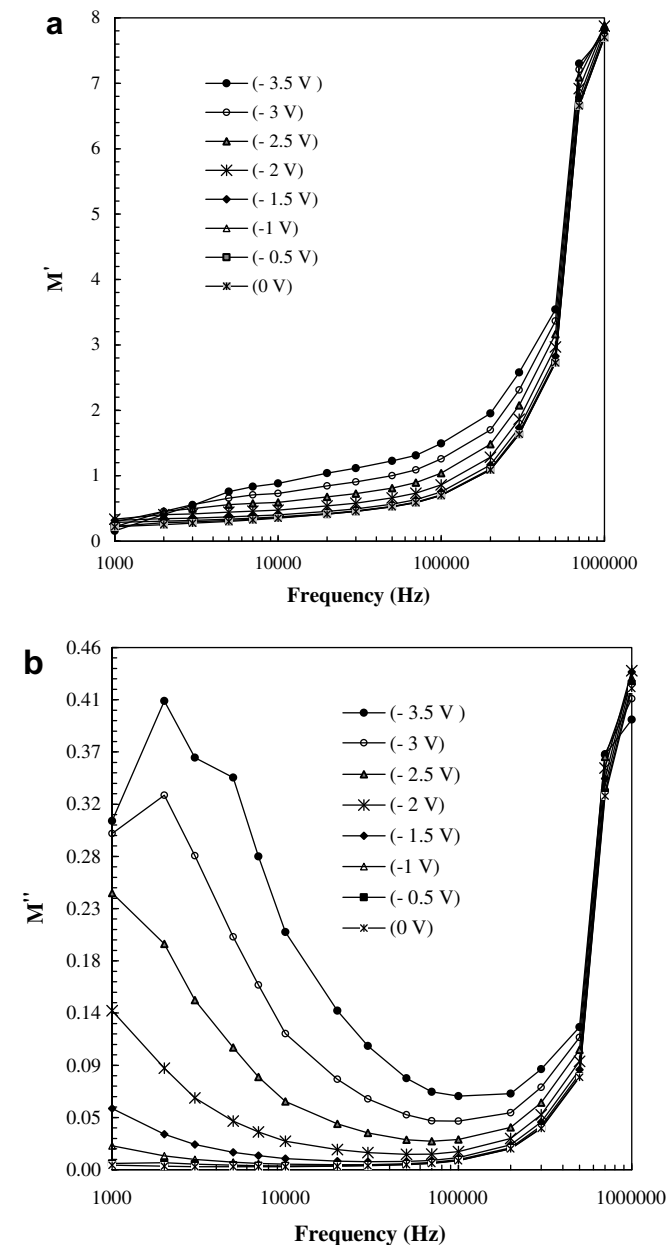 a
8
7
6
5
4
3
2
1
0
M'
(- 3.5 V )
(- 3 V)
(- 2.5 V)
(- 2 V)
(- 1.5 V)
(-1 V)
(- 0.5 V)
(0 V)
1000 10000 100000 1000000
Frequency (Hz)
b
0.46
0.41
0.37
0.32
0.28
0.23
0.18
0.14
0.09
0.05
0.00
M''
(- 3.5 V )
(- 3 V)
(- 2.5 V)
(- 2 V)
(- 1.5 V)
(-1 V)
(- 0.5 V)
(0 V)
1000 10000 100000 1000000
Frequency (Hz)